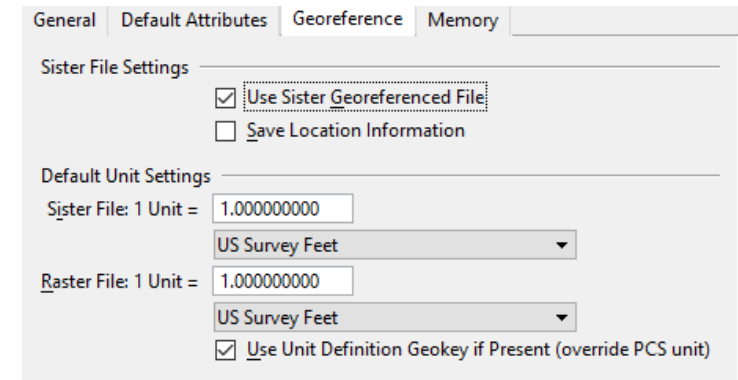 General Default Attributes Georeference Memory
Sister File Settings
Use Sister Georeferenced File
Save Location Information
Default Unit Settings
Sister File: 1 Unit = 1.000000000
US Survey Feet
Raster File: 1 Unit = 1.000000000
US Survey Feet
Use Unit Definition Geokey if Present (override PCS unit)